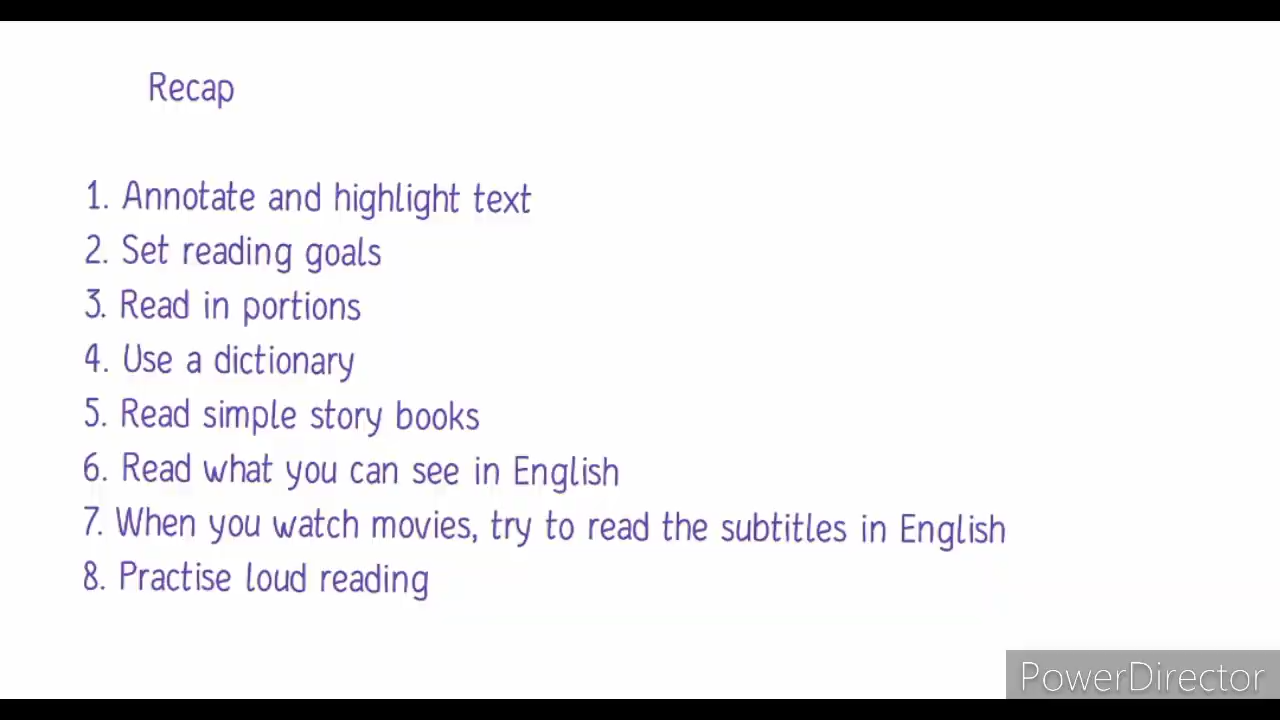 Recap
1. Annotate and highlight text
2. Set reading goals
3. Read in portions
4. Use a dictionary
5. Read simple story books
6. Read what you can see in English
7. When you watch movies, try to read the subtitles in English
8. Practise loud reading
PowerDirector